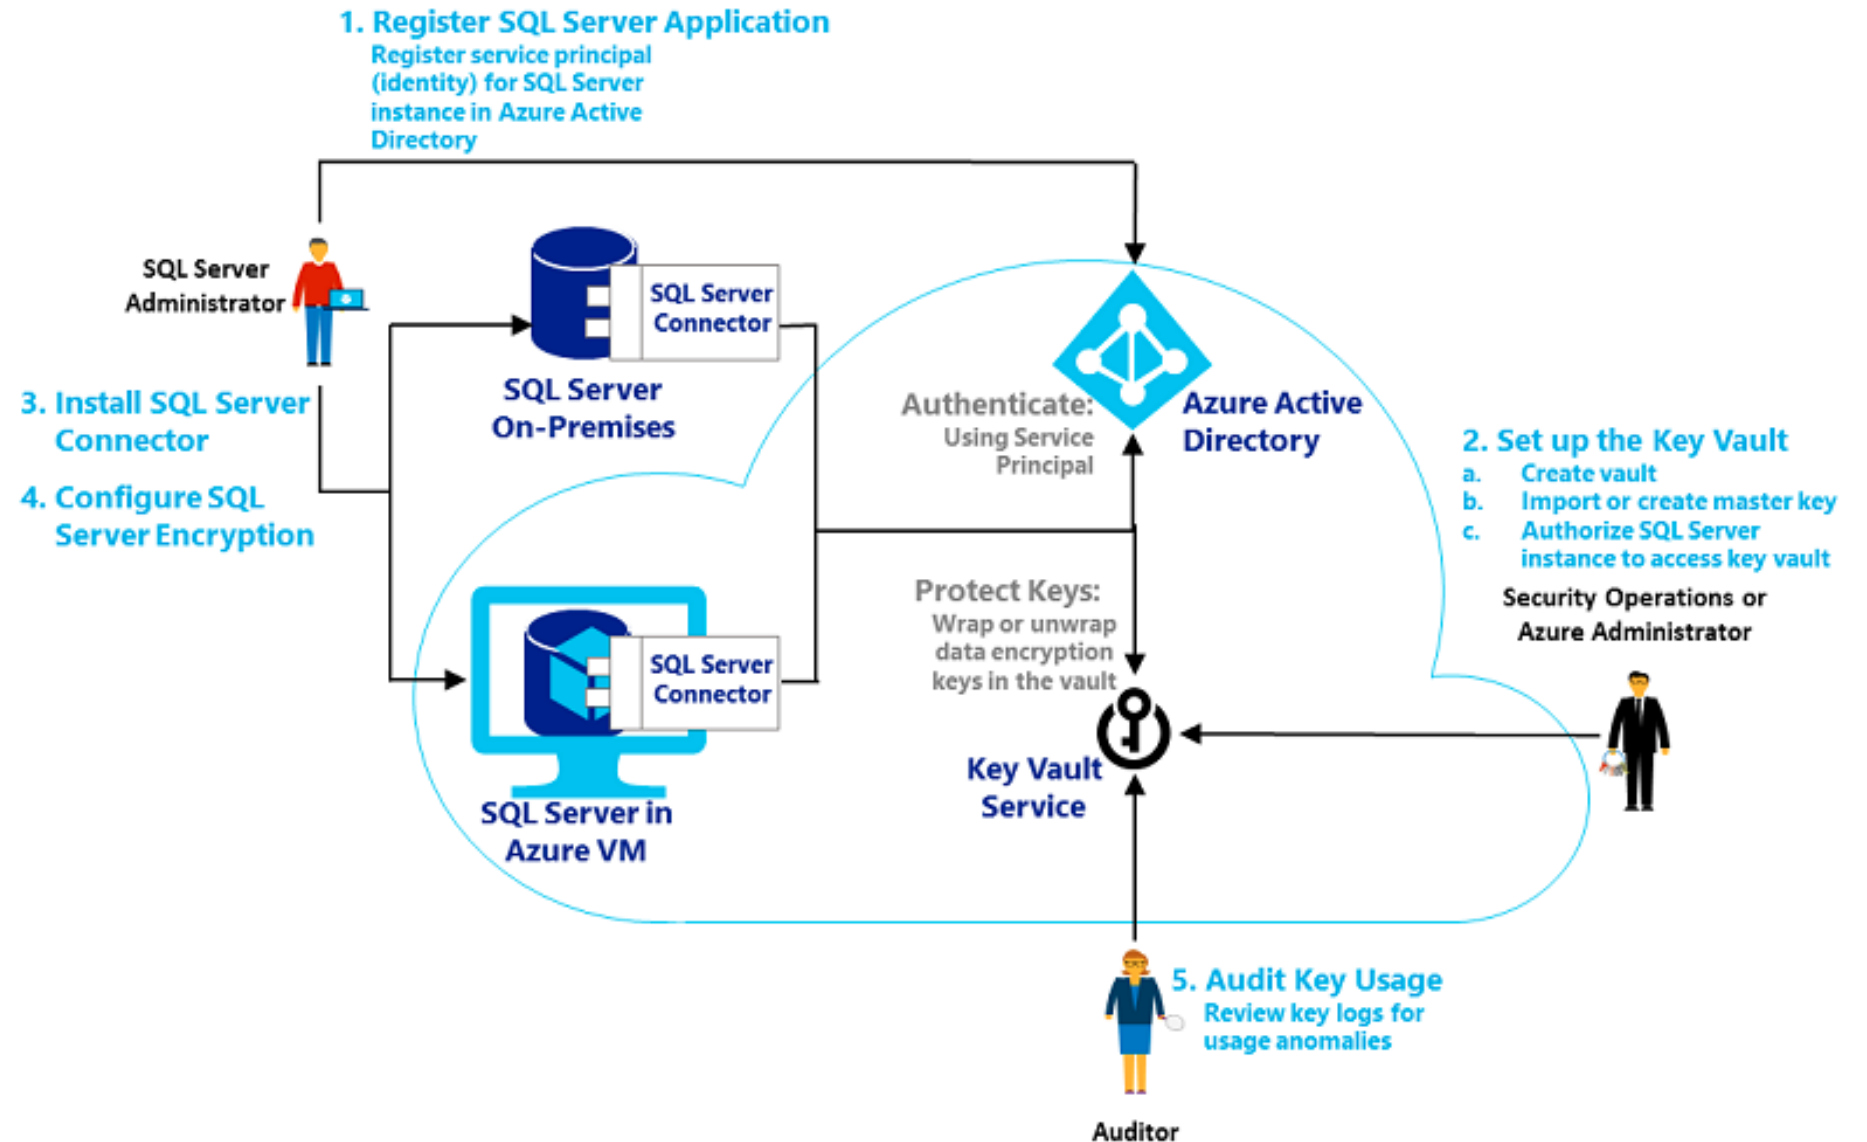 1. Register SQL Server Application
Register service principal
(identity) for SQL Server
instance in Azure Active
Directory
SQL Server
Administrator
SQL Server
Connector
SQL Server
On-Premises
3. Install SQL Server
Connector
4. Configure SQL
Server Encryption
Authenticate:
Using Service
Principal
Azure Active
Directory
2. Set up the Key Vault
a. Create vault
b. Import or create master key
c. Authorize SQL Server
instance to access key vault
Security Operations or
Azure Administrator
Protect Keys:
Wrap or unwrap
data encryption
keys in the vault
SQL Server
Connector
SQL Server in
Azure VM
Key Vault
Service
5. Audit Key Usage
Review key logs for
usage anomalies
Auditor